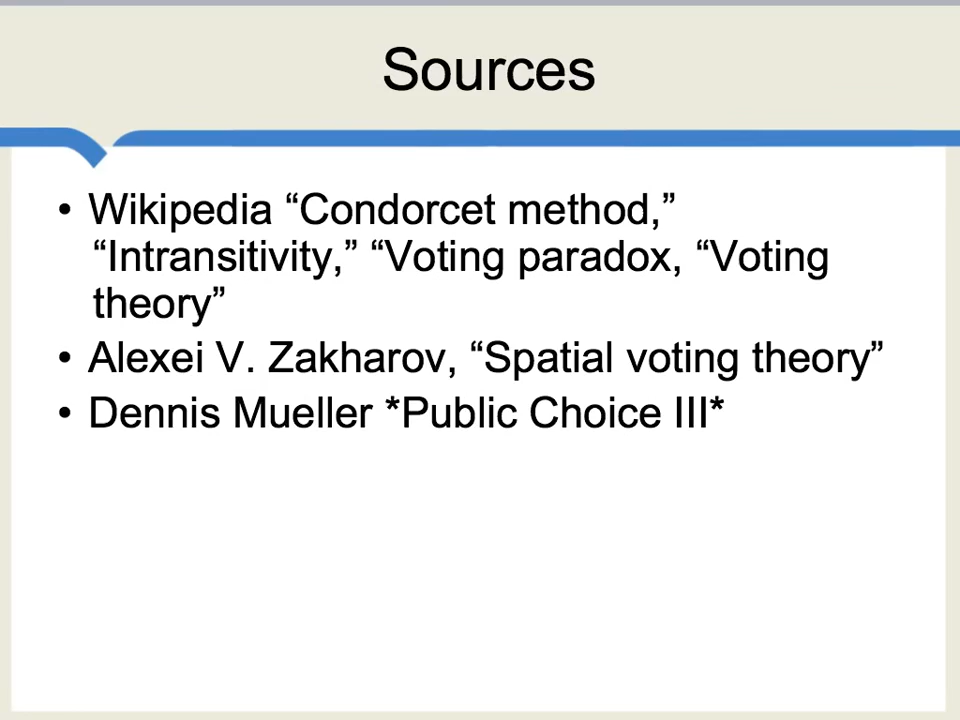 Sources
• Wikipedia “Condorcet method,”
“Intransitivity,” “Voting paradox, “Voting
theory”
• Alexei V. Zakharov, “Spatial voting theory”
• Dennis Mueller *Public Choice III*